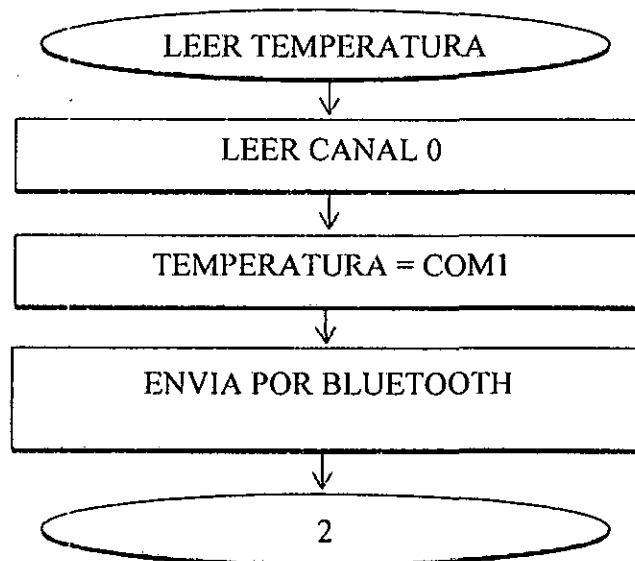 LEER TEMPERATURA
LEER CANAL 0
TEMPERATURA = COM1
ENVIA POR BLUETOOTH
2